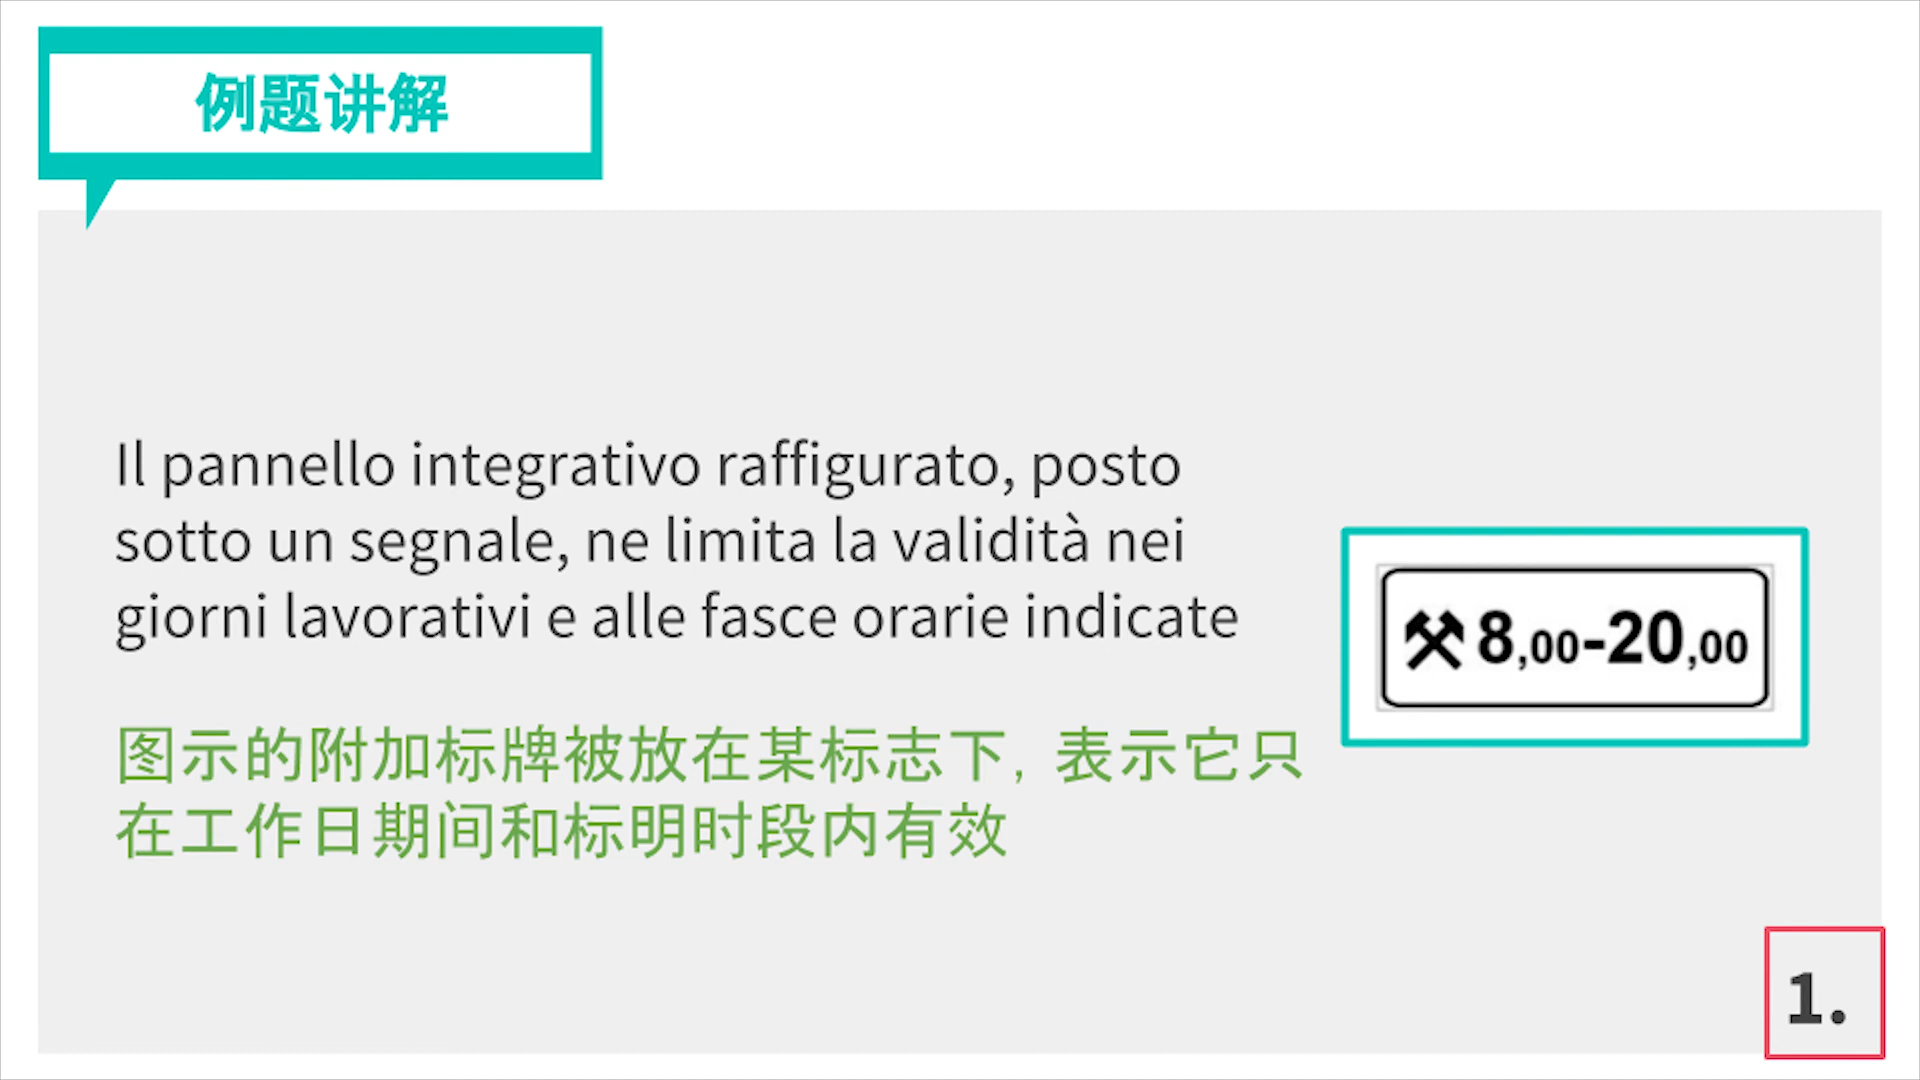 例题讲解
Il pannello integrativo raffigurato, posto
sotto un segnale, ne limita la validità nei
giorni lavorativi e alle fasce orarie indicate
8,00-20,00
图示的附加标牌被放在某标志下，表示它只
在工作日期间和标明时段内有效
1.